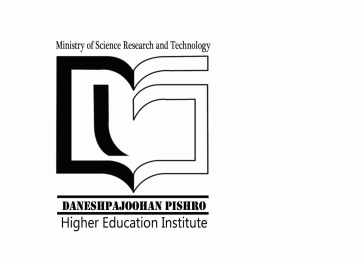 Ministry of Science Research and Technology
DANESHPAJOOHAN PISHRO
Higher Education Institute